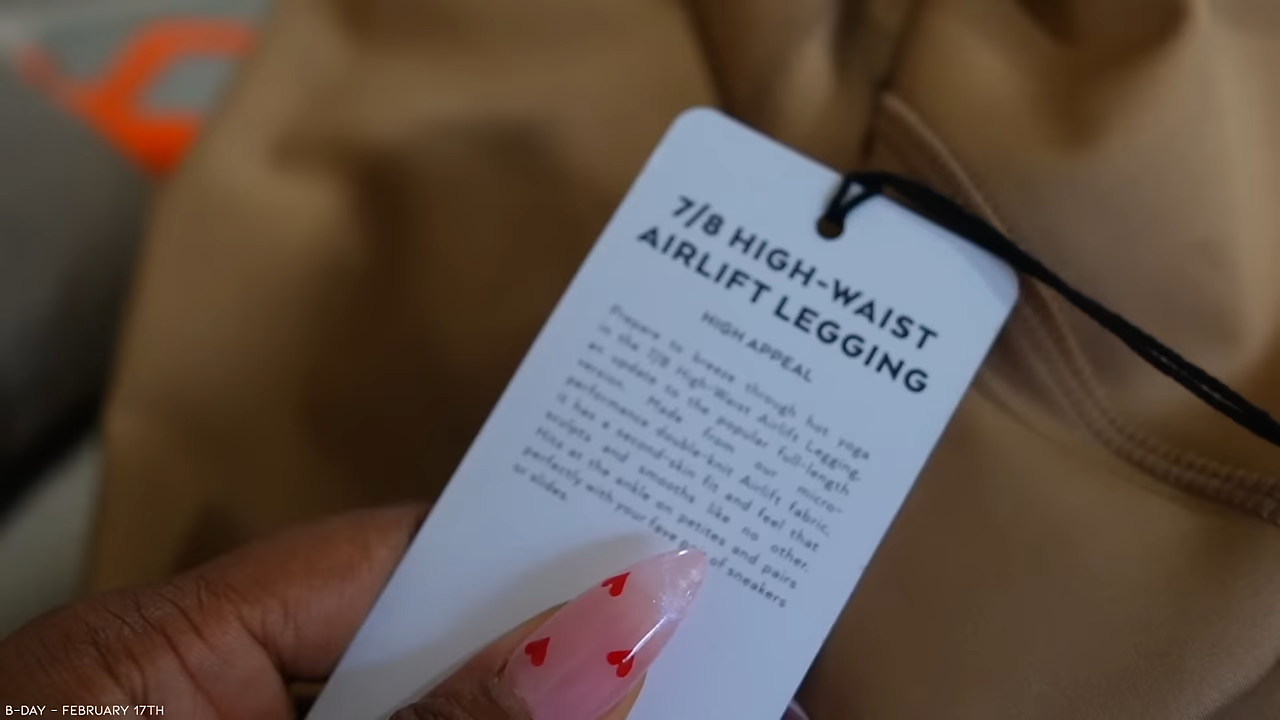 7/8 HIGH-WAIST
AIRLIFT LEGGING
HIGH APPEAL
Prepare to breeze through hot yoga
in the 7/8 High-Waist Airlift Legging,
an update to the popular full-length
version. Made from our micro-
performance double-knit Airlift fabric,
it has a second-skin fit and feel that
sculpts and smooths like no other.
Hits at the ankle on petites and pairs
perfectly with your fave pair of sneakers
or slides.
B-DAY - FEBRUARY 17TH